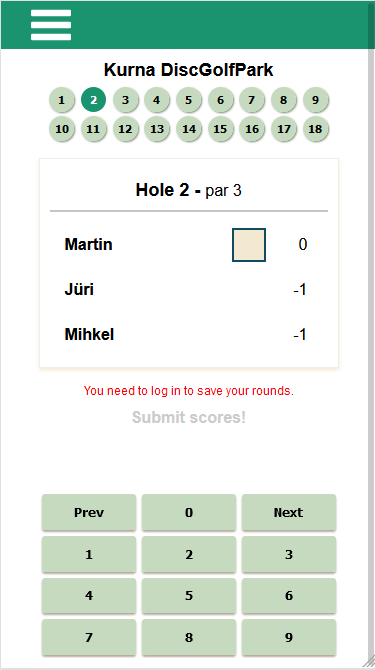 Kurna DiscGolfPark
1 2 3 4 5 6 7 8 9
10 11 12 13 14 15 16 17 18
Hole 2 - par 3
Martin 0
Jüri -1
Mihkel -1
You need to log in to save your rounds.
Submit scores!
Prev 0 Next
1 2 3
4 5 6
7 8 9